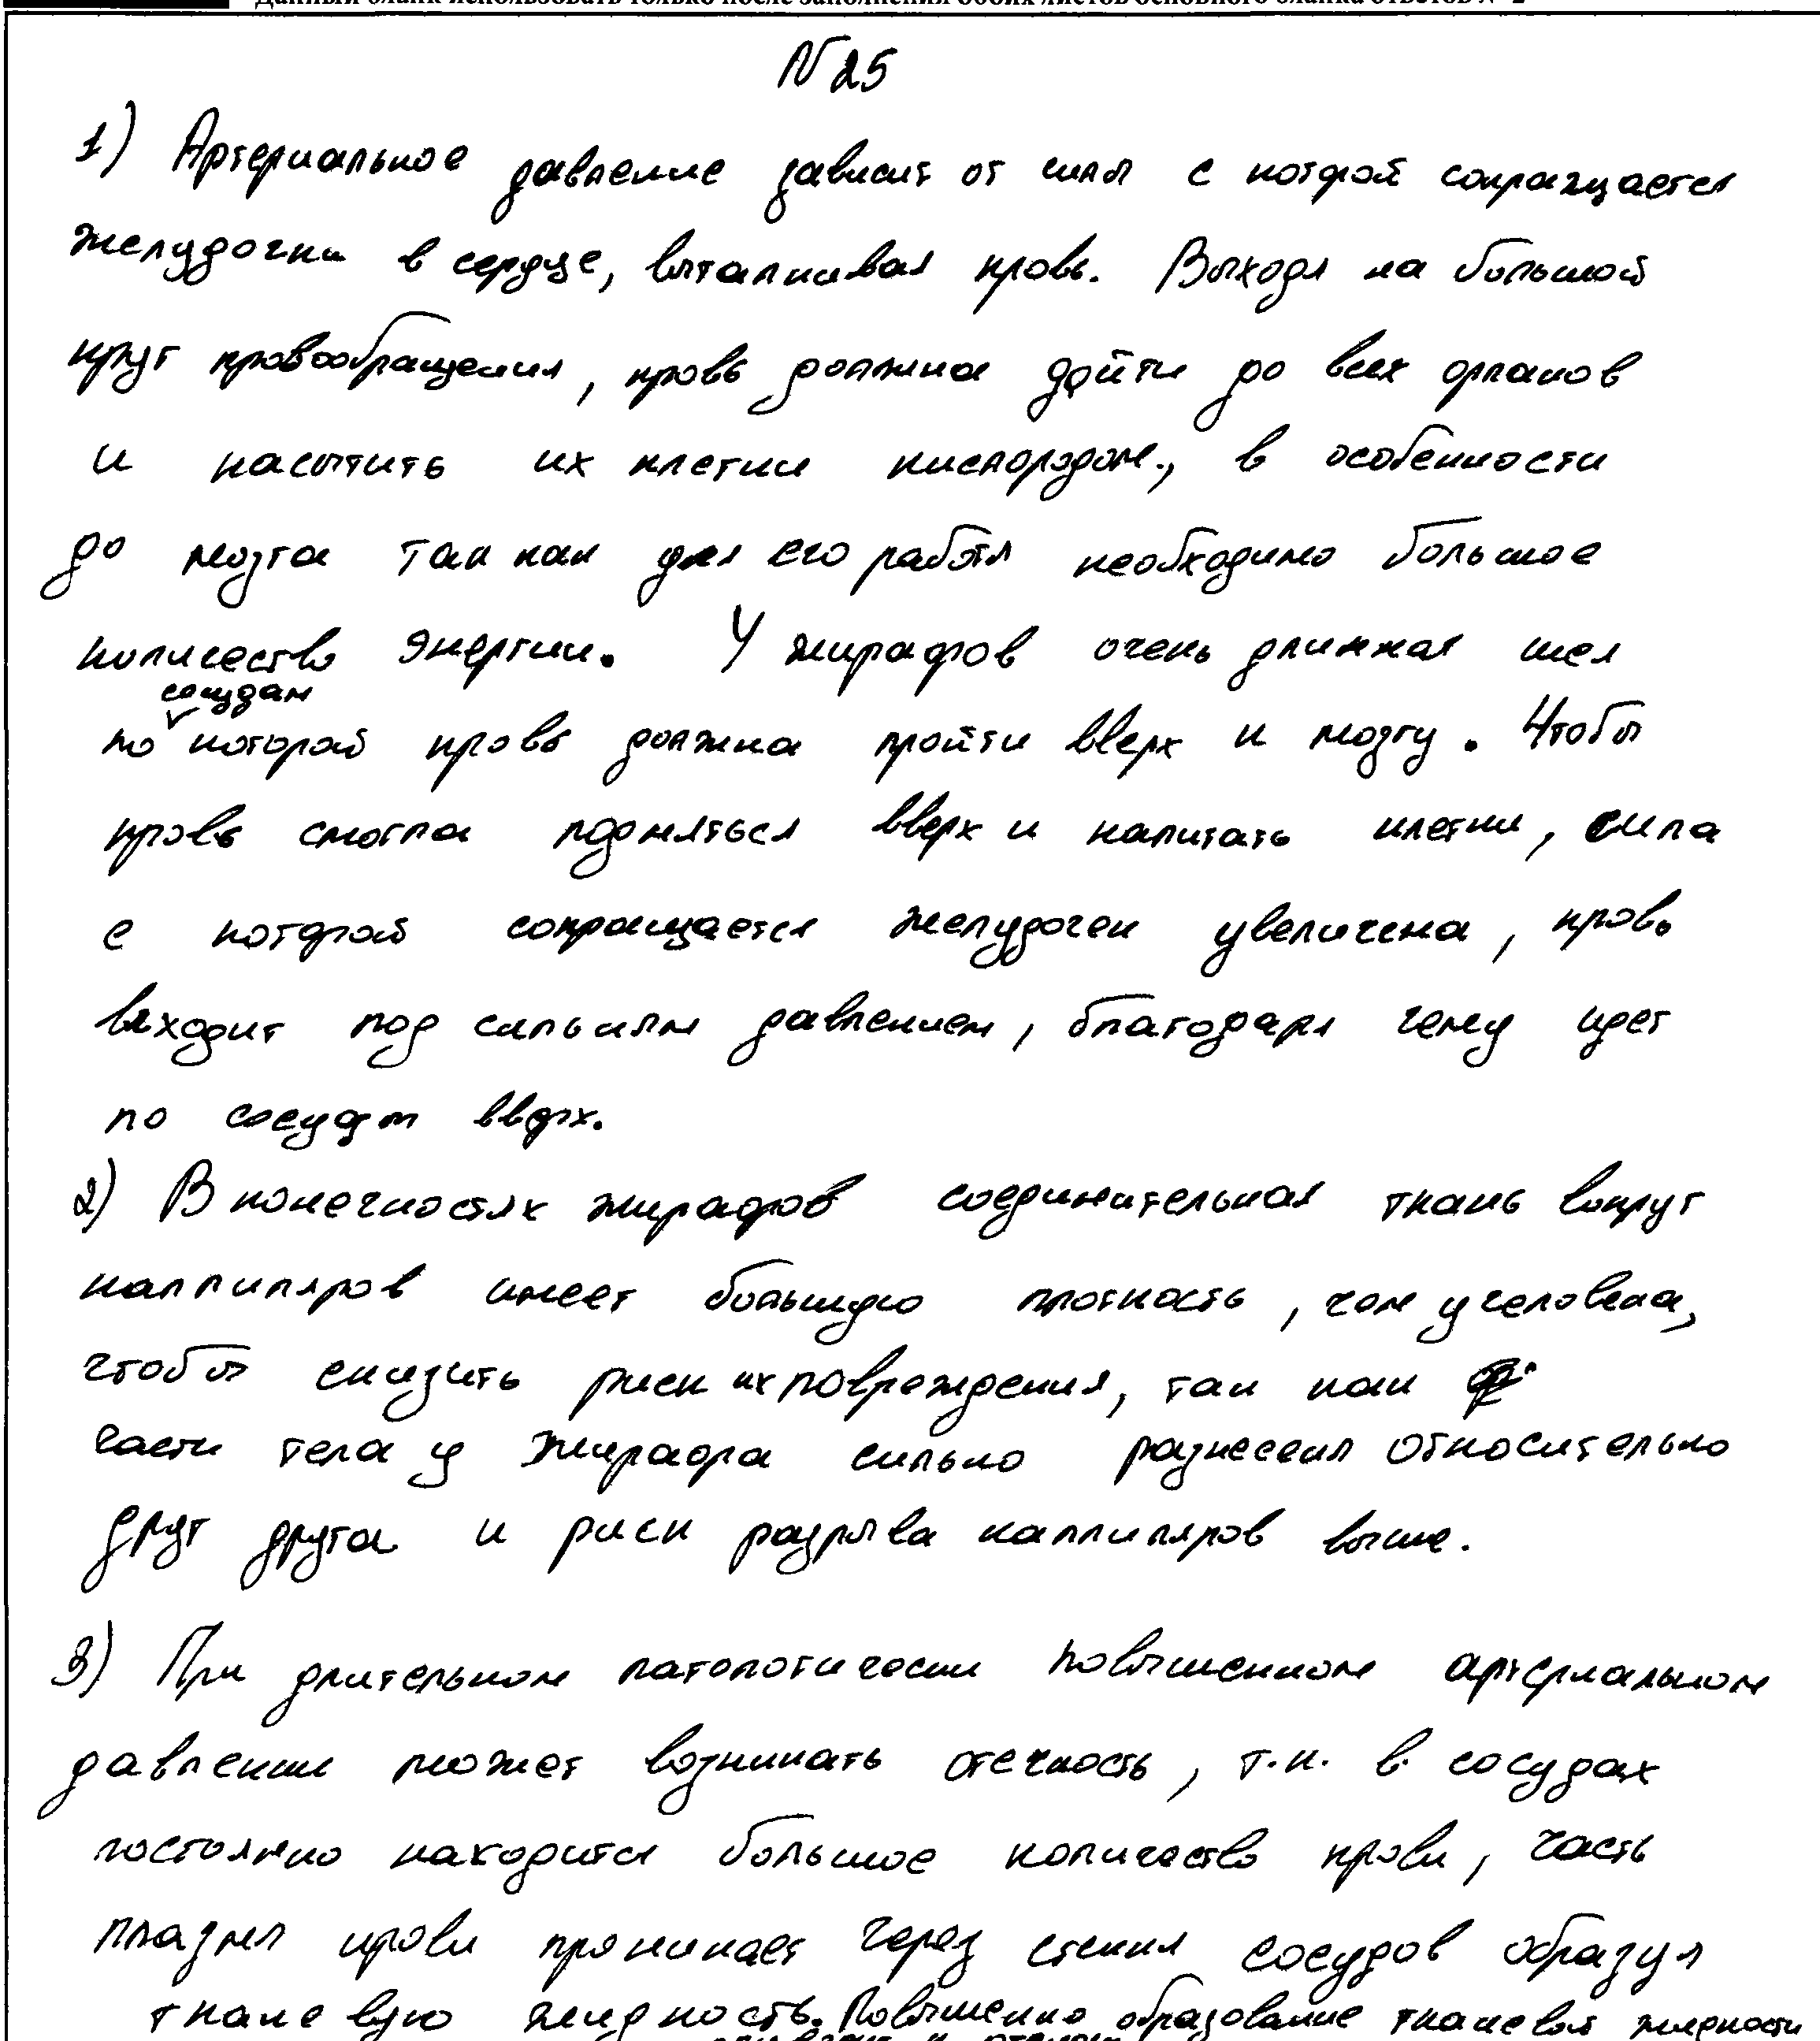 Данный бланк использовать только после заполнения обоих листов основного бланка ответов № 2
N 25
1) Артериальное давление зависит от силы с которой сокращается
желудочки в сердце, выталкивая кровь. Выходя на большой
круг кровообращения, кровь должна дойти до всех органов
и насытить их клетки кислородом, в особенности
до мозга так как для его работы необходимо большое
количество энергии. У жирафов очень длинная шея
сосудам
по которой кровь должна пройти вверх к мозгу. Чтобы
кровь смогла подняться вверх и напитать клетки, сила
с которой сокращается желудочек увеличена, кровь
выходит под сильным давлением, благодаря чему идет
по сосудам вверх.
2) В конечностях жирафов соединительная ткань вокруг
каппиляров имеет большую плотность, чем у человека,
чтобы снизить риск их повреждения, так как
части тела у жирафа сильно разнесены относительно
друг друга и риск разрыва каппиляров выше.
3) При длительном патологически повышенном артериальном
давлении может возникать отечность, т.к. в сосудах
постоянно находится большое количество крови, часть
плазмы крови проникает через стенки сосудов образуя
тканевую жидкость. Повышенно образование тканевой жидкости